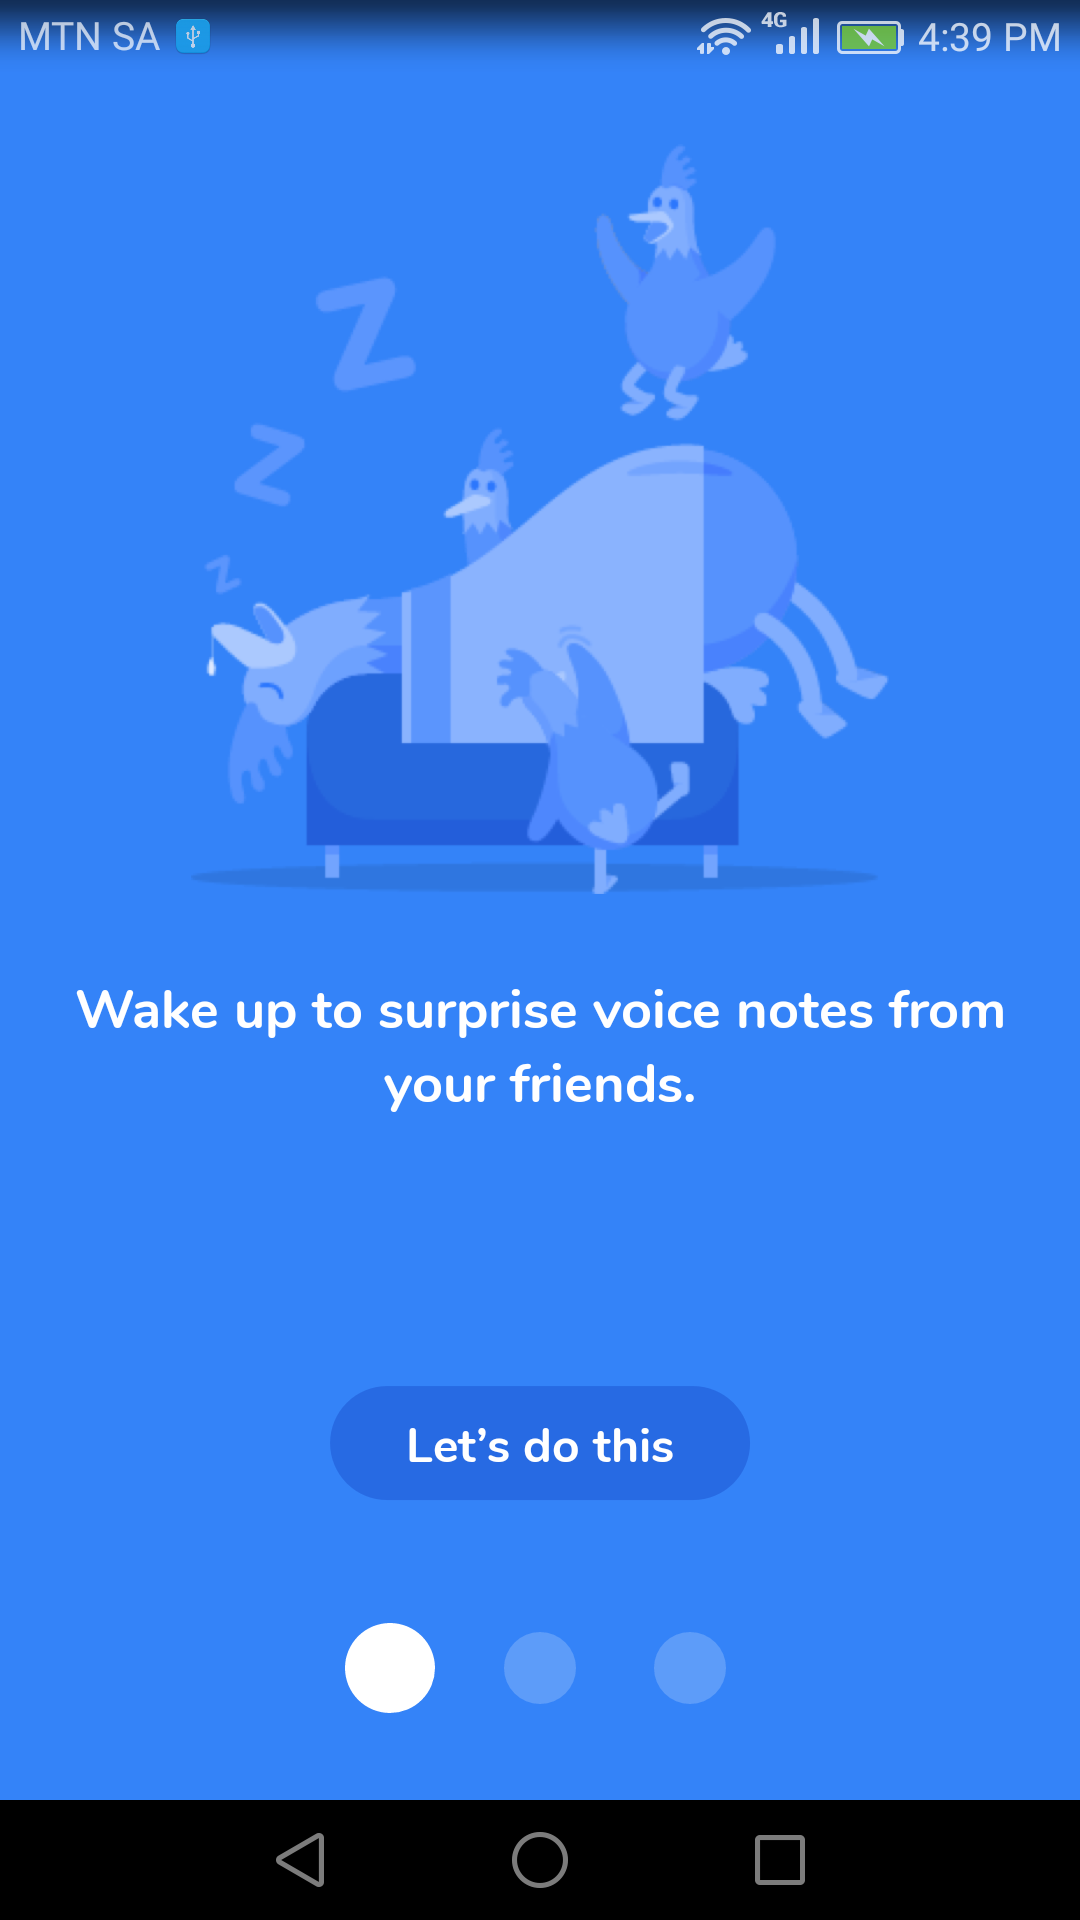 MTN SA 4G 4:39 PM
Z
Z
Z
Wake up to surprise voice notes from
your friends.
Let’s do this